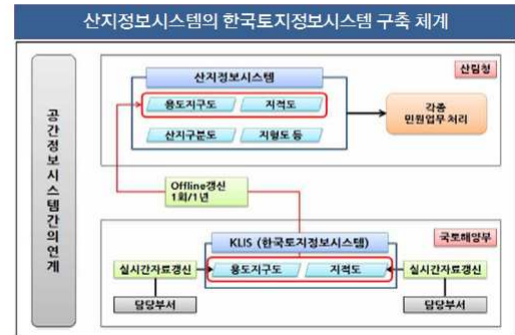 산지정보시스템의 한국토지정보시스템 구축 체계
공간정보시스템간의연계
산림청
산지정보시스템
용도지구도
지적도
산지구분도
지형도 등
각종
민원업무 처리
Offline갱신
1회/1년
국토해양부
KLIS (한국토지정보시스템)
실시간자료갱신
용도지구도
지적도
실시간자료갱신
담당부서
담당부서